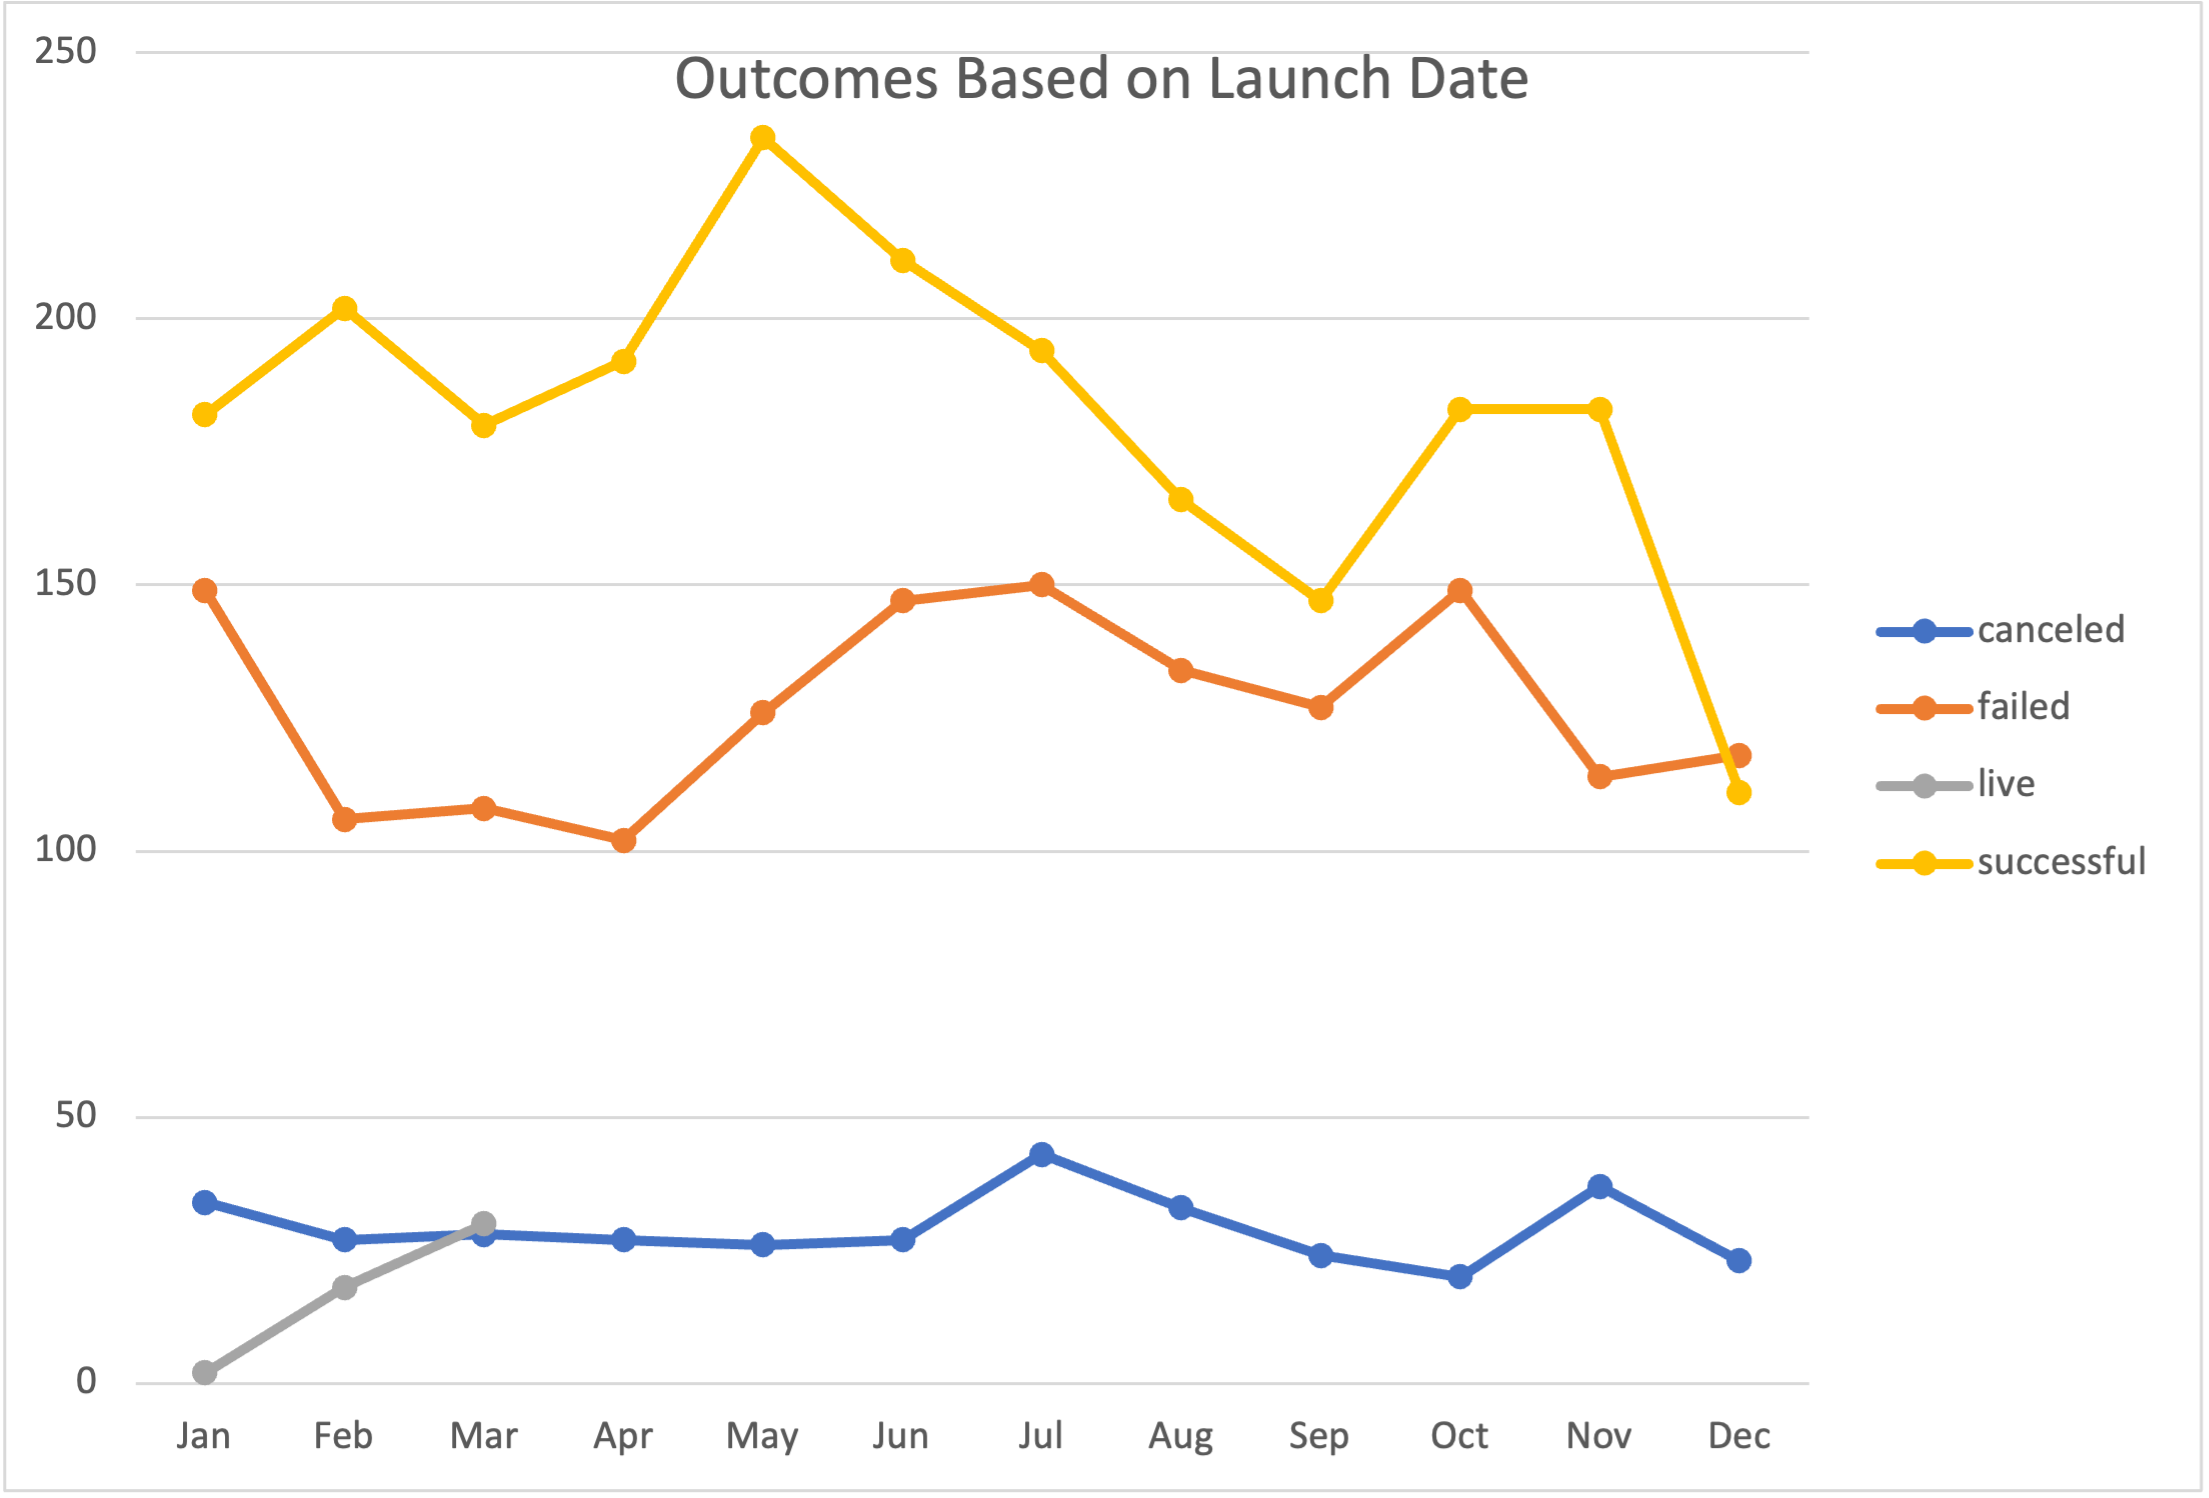 Outcomes Based on Launch Date
250
200
150
100
50
0
Jan Feb Mar Apr May Jun Jul Aug Sep Oct Nov Dec
canceled
failed
live
successful